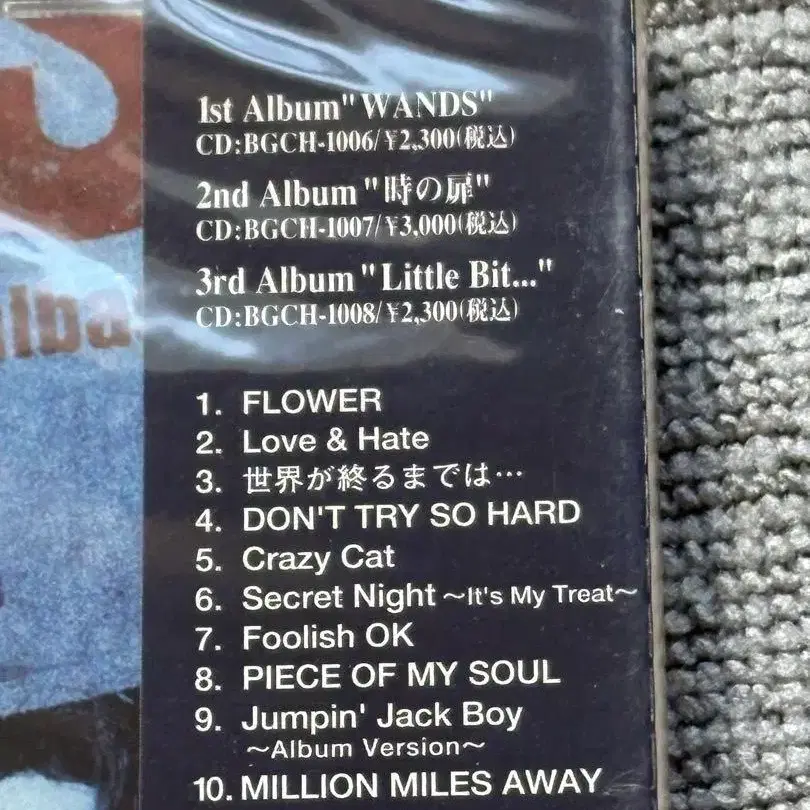 1st Album "WANDS"
CD:BGCH-1006/¥2,300(税込)
2nd Album "時の扉"
CD:BGCH-1007/¥3,000(税込)
3rd Album "Little Bit..."
CD:BGCH-1008/¥2,300(税込)
1. FLOWER
2. Love & Hate
3. 世界が終るまでは…
4. DON'T TRY SO HARD
5. Crazy Cat
6. Secret Night ～It's My Treat～
7. Foolish OK
8. PIECE OF MY SOUL
9. Jumpin' Jack Boy
～Album Version～
10. MILLION MILES AWAY